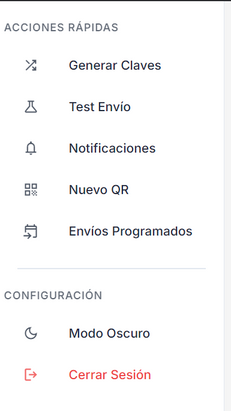 ACCIONES RÁPIDAS
Generar Claves
Test Envío
Notificaciones
Nuevo QR
Envíos Programados
CONFIGURACIÓN
Modo Oscuro
Cerrar Sesión